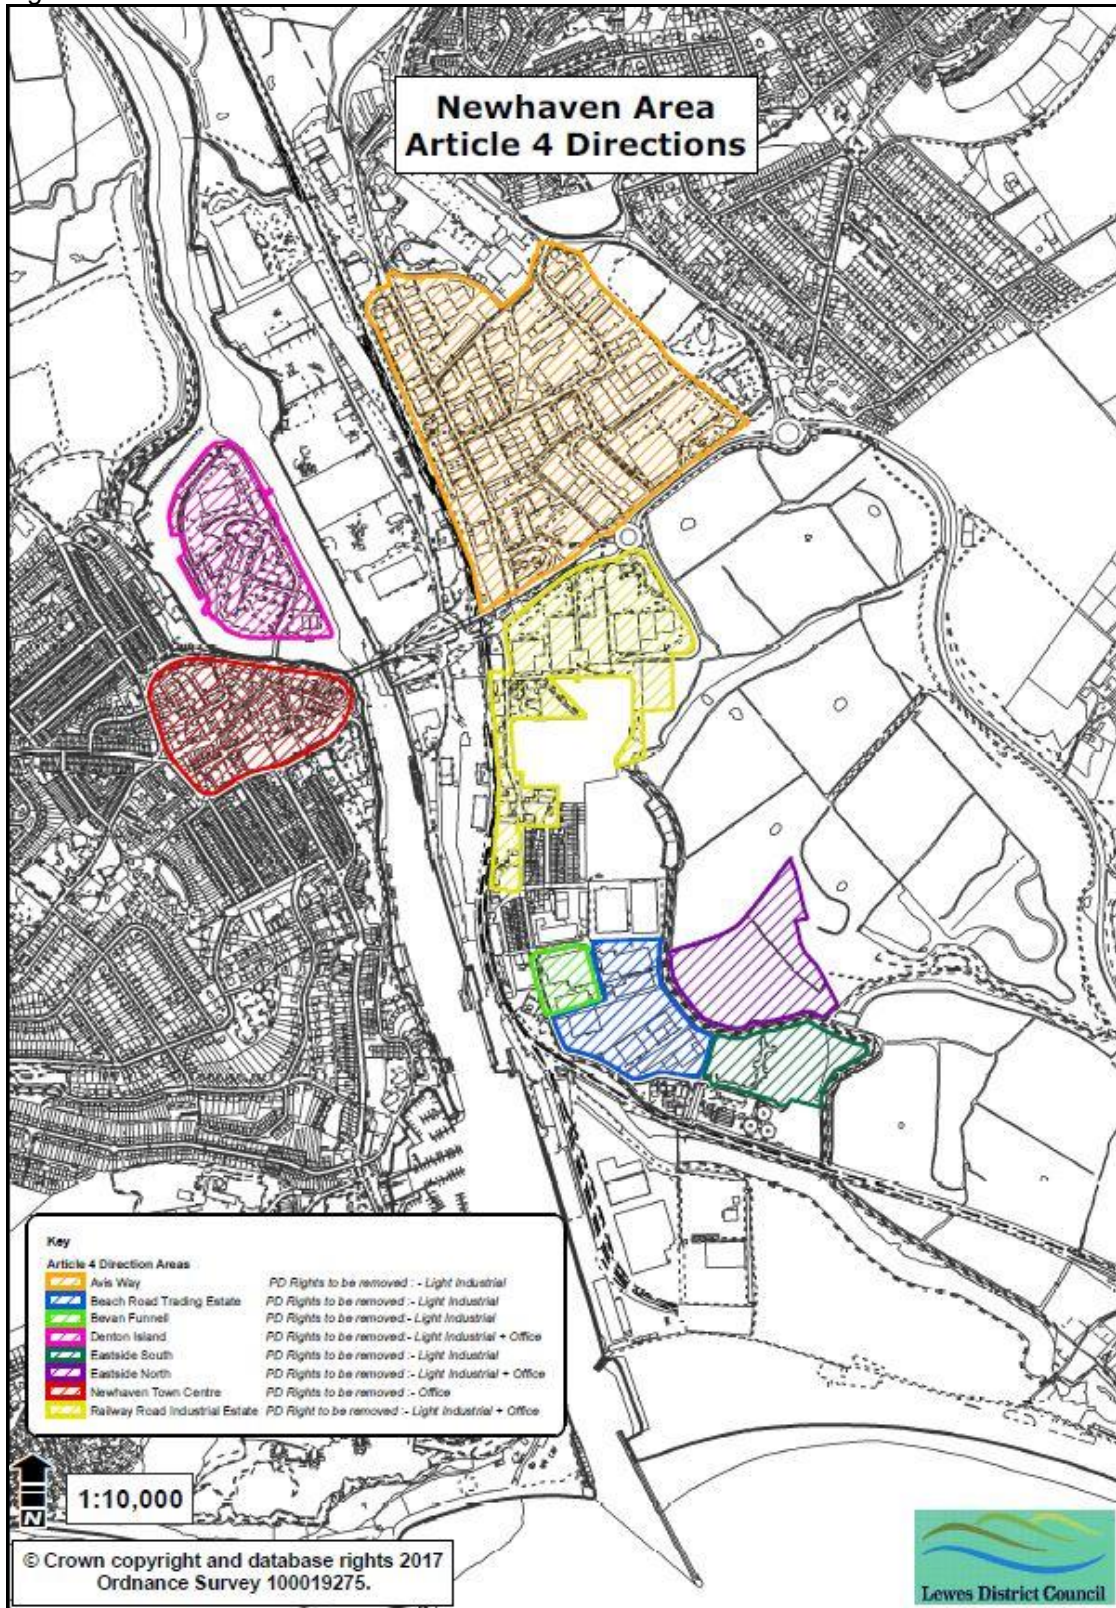 Newhaven Area
Article 4 Directions
Key
Article 4 Direction Areas
Avis Way PD Rights to be removed : - Light Industrial
Beach Road Trading Estate PD Rights to be removed :- Light Industrial
Bevan Funnell PD Rights to be removed:- Light Industrial
Denton Island PD Rights to be removed :- Light Industrial + Office
Eastside South PD Rights to be removed :- Light Industrial
Eastside North PD Rights to be removed :- Light Industrial + Office
Newhaven Town Centre PD Rights to be removed :- Office
Railway Road Industrial Estate PD Right to be removed :- Light Industrial + Office
N
1:10,000
© Crown copyright and database rights 2017
Ordnance Survey 100019275.
Lewes District Council